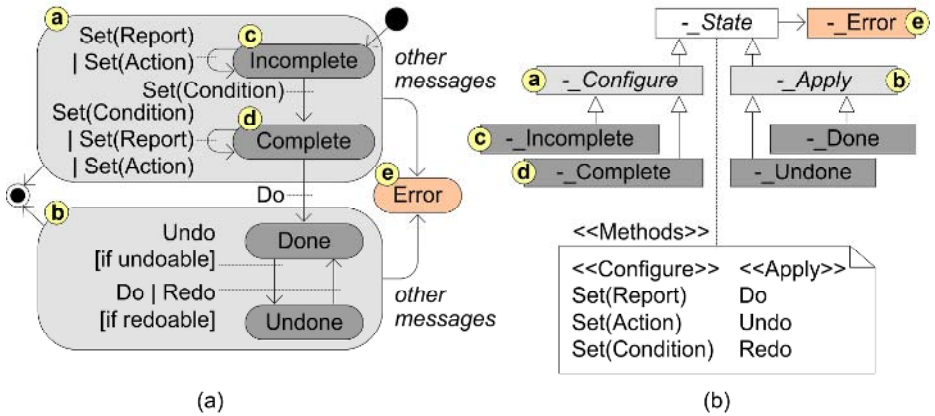 a
Set(Report)
| Set(Action)
c
Incomplete
other
messages
Set(Condition)
Set(Condition)
| Set(Report)
| Set(Action)
d
Complete
Do
e
Error
b
Undo
[if undoable]
Done
Do | Redo
[if redoable]
Undone
other
messages
(a)
-_State
-_Error
e
a
-_Configure
-_Apply
b
c
-_Incomplete
-_Done
d
-_Complete
-_Undone
<<Methods>>
<<Configure>> <<Apply>>
Set(Report) Do
Set(Action) Undo
Set(Condition) Redo
(b)